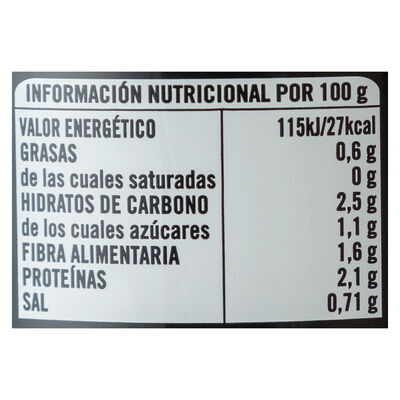 INFORMACIÓN NUTRICIONAL POR 100 g
VALOR ENERGÉTICO 115kJ/27kcal
GRASAS 0,6 g
de las cuales saturadas 0 g
HIDRATOS DE CARBONO 2,5 g
de los cuales azúcares 1,1 g
FIBRA ALIMENTARIA 1,6 g
PROTEÍNAS 2,1 g
SAL 0,71 g